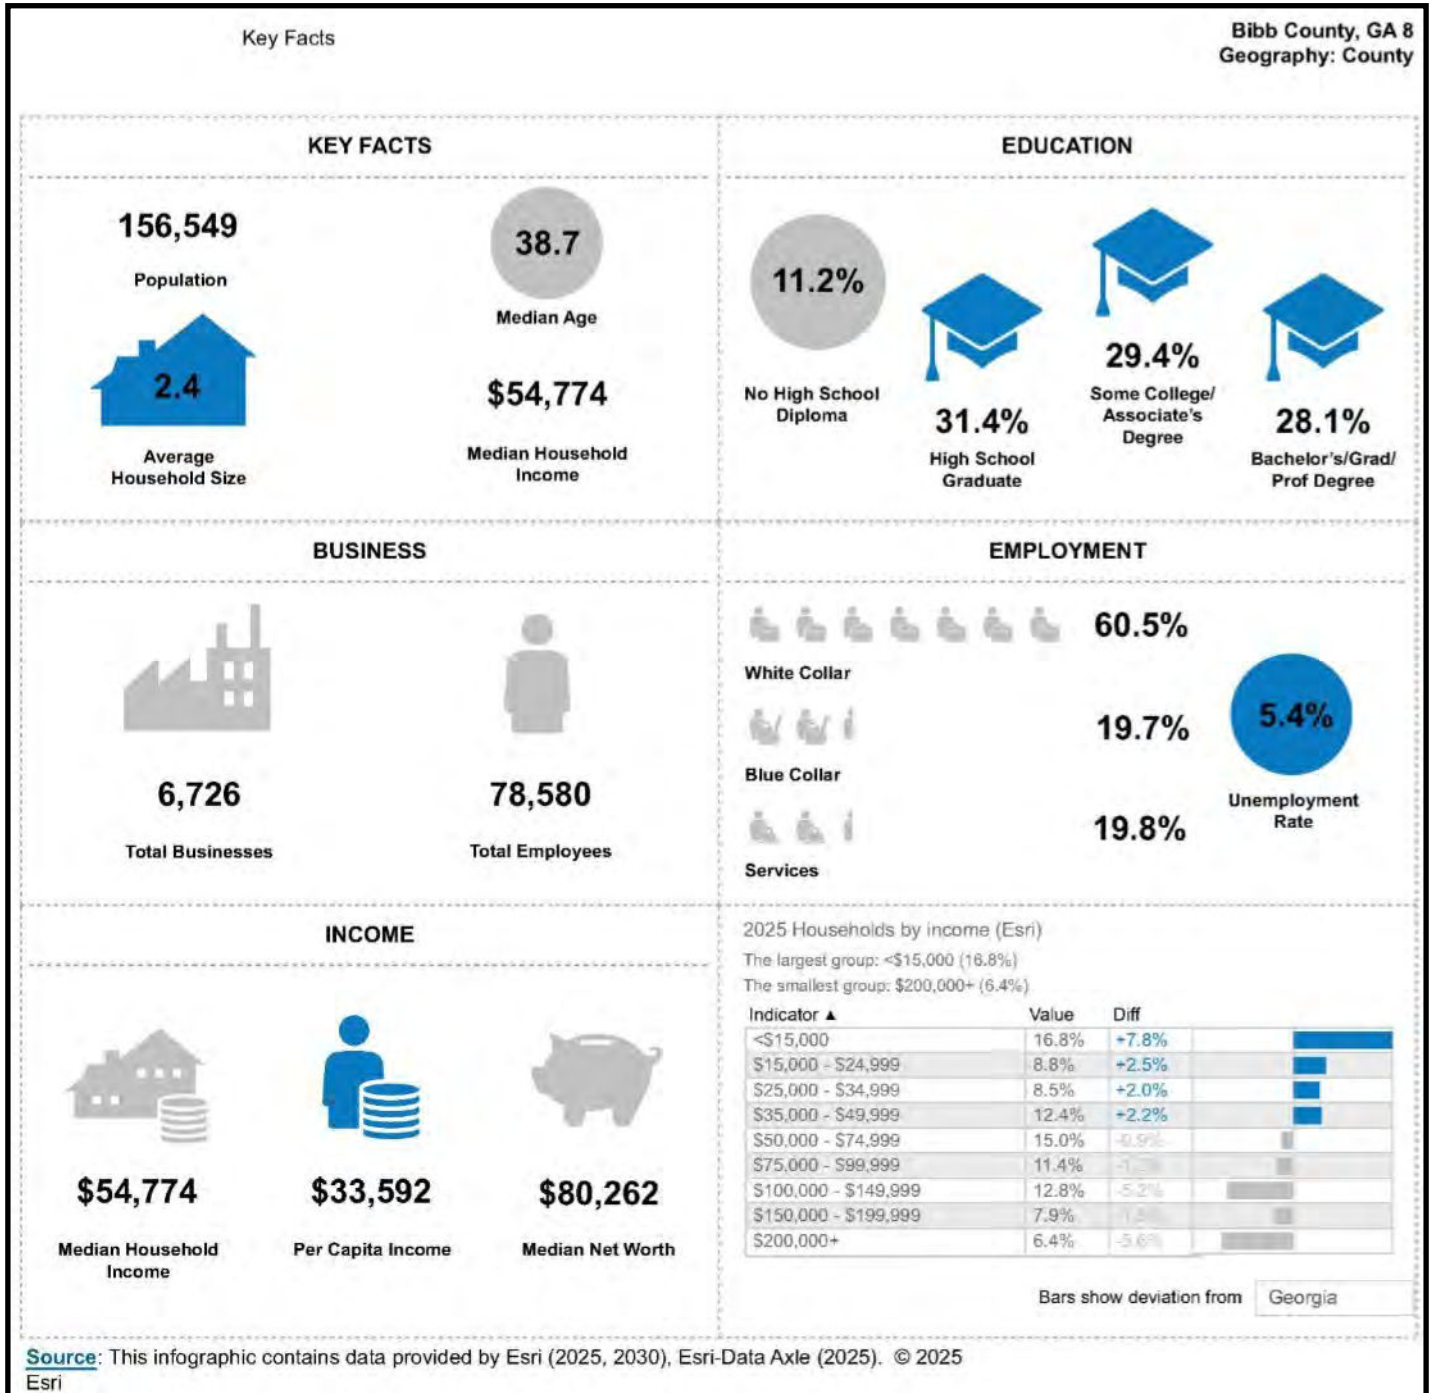 Key Facts
Bibb County, GA 8
Geography: County
KEY FACTS
156,549
Population
38.7
Median Age
2.4
Average
Household Size
$54,774
Median Household
Income
EDUCATION
11.2%
No High School
Diploma
31.4%
High School
Graduate
29.4%
Some College/
Associate's
Degree
28.1%
Bachelor's/Grad/
Prof Degree
BUSINESS
6,726
Total Businesses
78,580
Total Employees
EMPLOYMENT
60.5%
White Collar
19.7%
Blue Collar
19.8%
Services
5.4%
Unemployment
Rate
INCOME
$54,774
Median Household
Income
$33,592
Per Capita Income
$80,262
Median Net Worth
2025 Households by income (Esri)
The largest group: <$15,000 (16.8%)
The smallest group: $200,000+ (6.4%)
Indicator ▲ Value Diff
<$15,000 16.8% +7.8%
$15,000 - $24,999 8.8% +2.5%
$25,000 - $34,999 8.5% +2.0%
$35,000 - $49,999 12.4% +2.2%
$50,000 - $74,999 15.0% -0.9%
$75,000 - $99,999 11.4%
$100,000 - $149,999 12.8% -5.2%
$150,000 - $199,999 7.9%
$200,000+ 6.4% -5.6%
Bars show deviation from Georgia
Source: This infographic contains data provided by Esri (2025, 2030), Esri-Data Axle (2025). © 2025
Esri